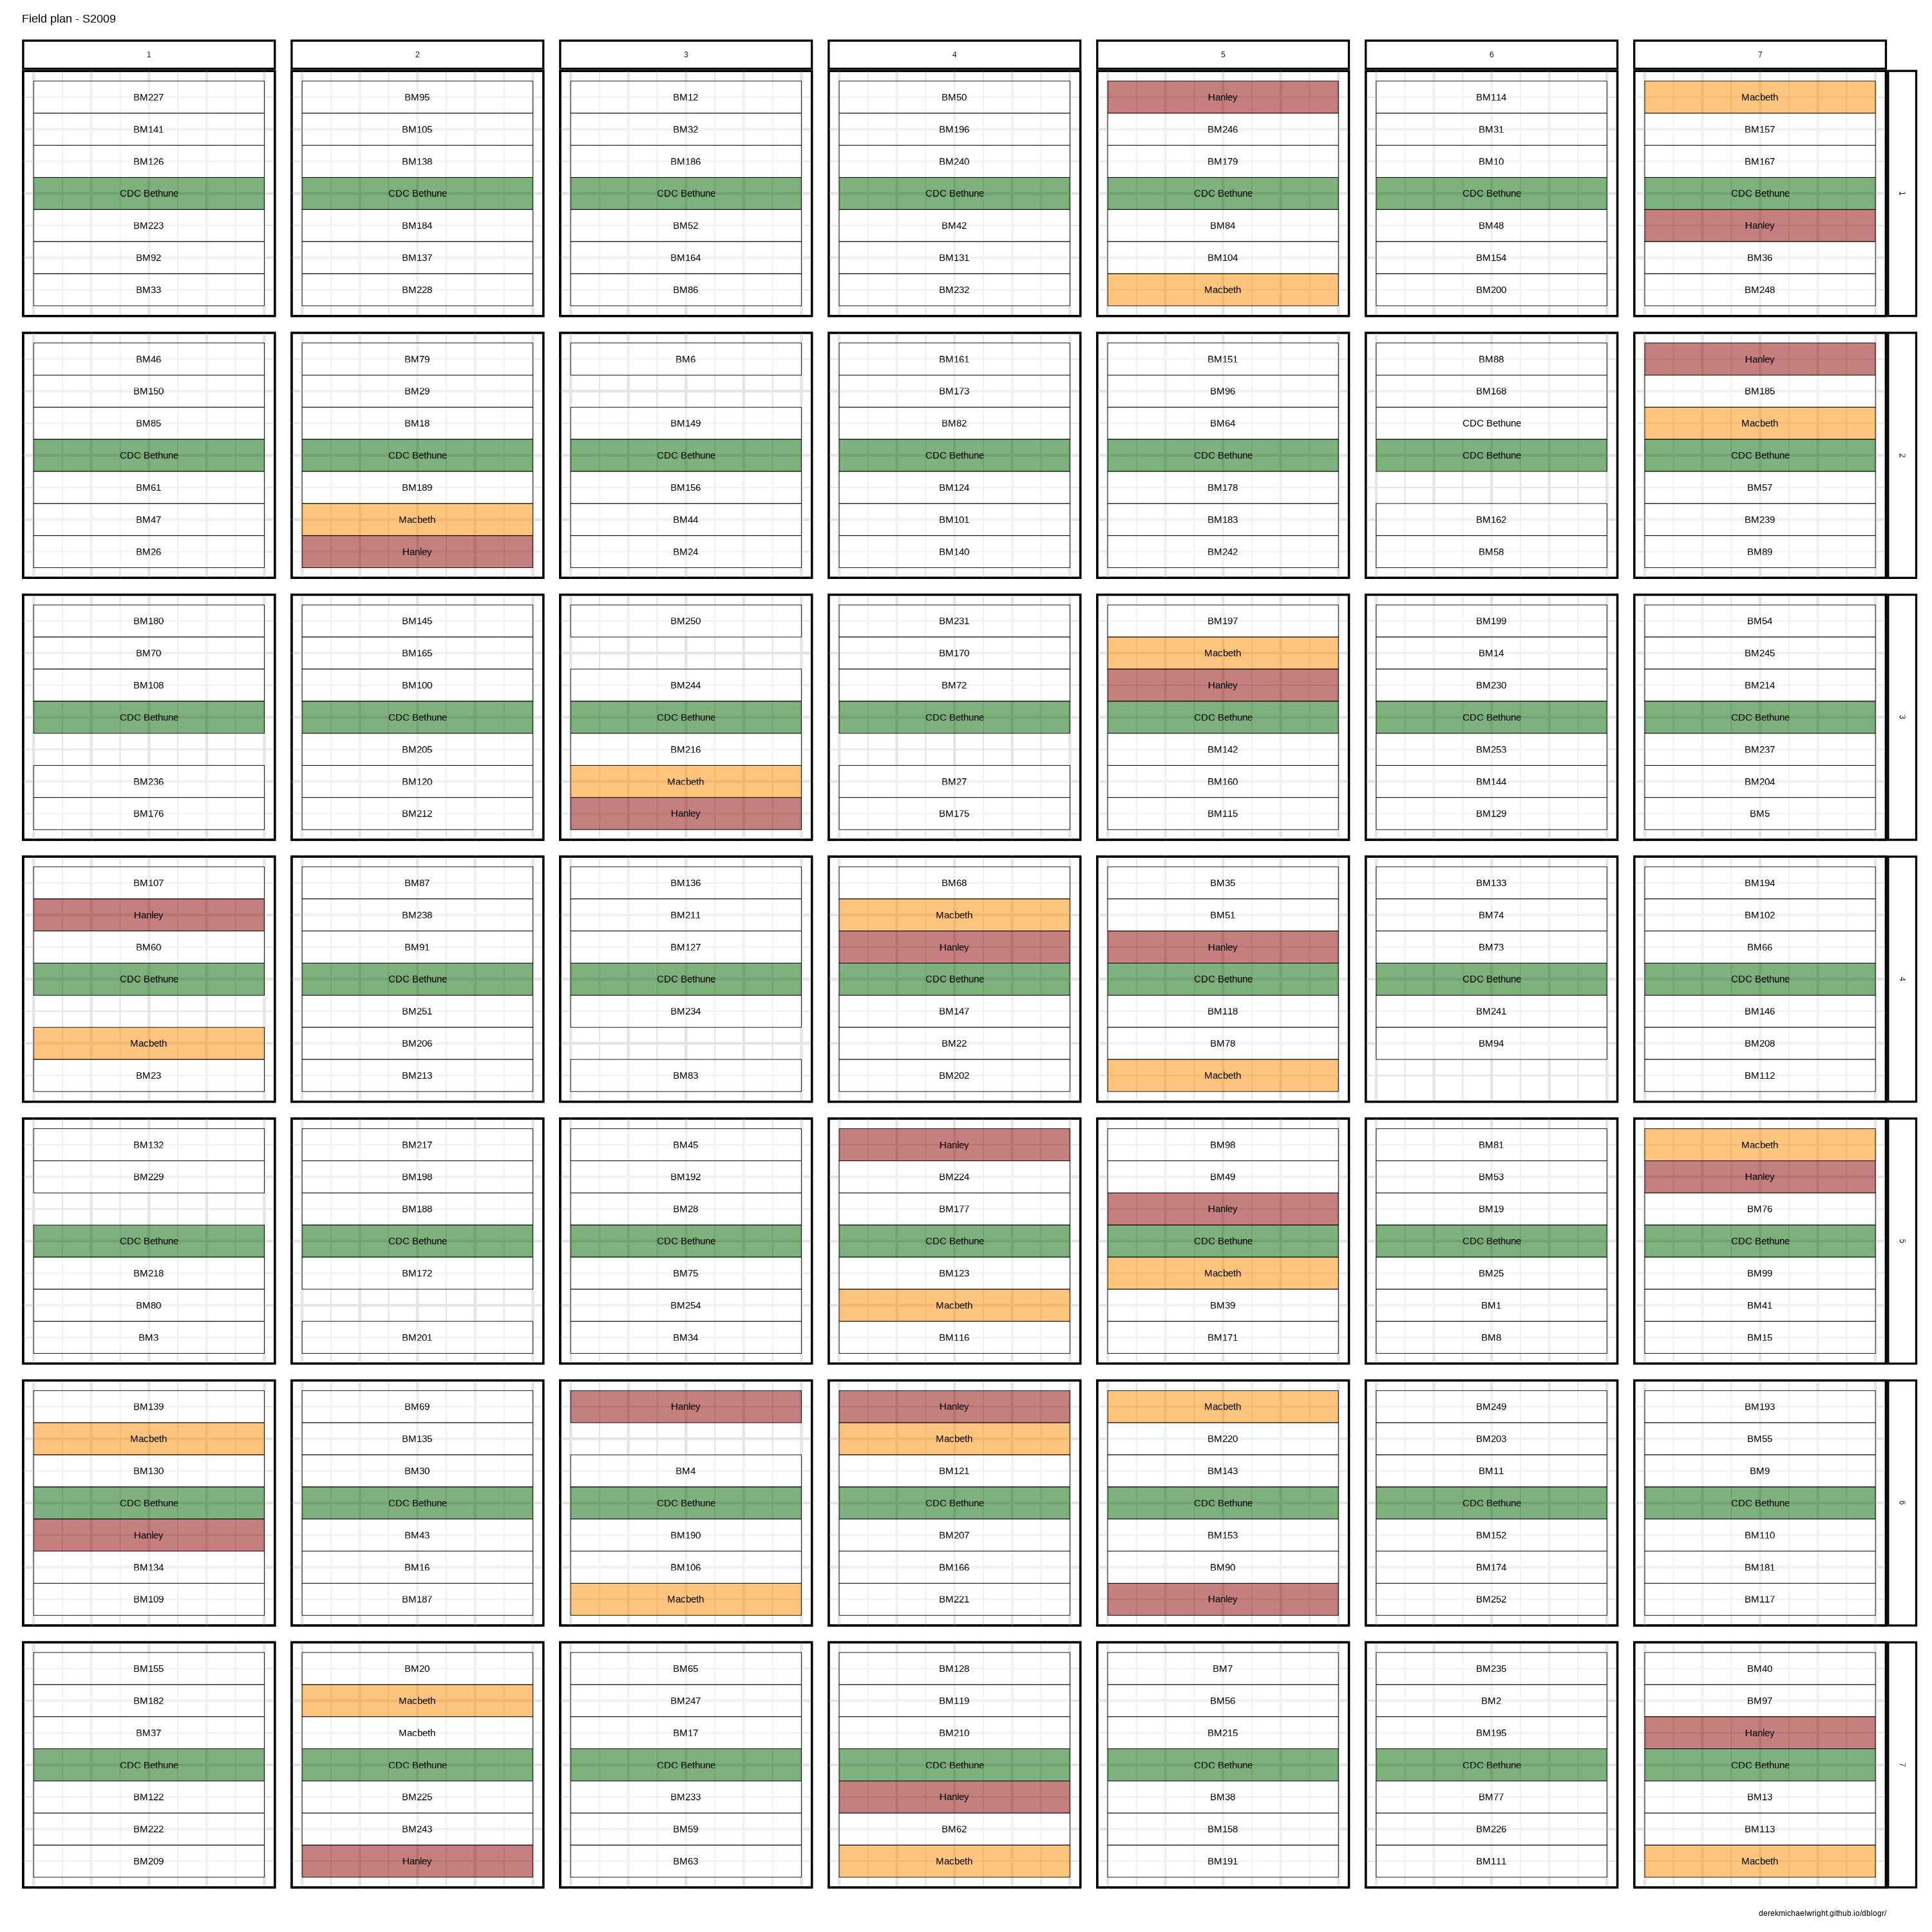 Field plan - S2009
1 2 3 4 5 6 7
BM227 BM95 BM12 BM50 Hanley BM114 Macbeth
BM141 BM105 BM32 BM196 BM246 BM31 BM157
BM126 BM138 BM186 BM240 BM179 BM10 BM167
CDC Bethune CDC Bethune CDC Bethune CDC Bethune CDC Bethune CDC Bethune CDC Bethune 1
BM223 BM184 BM52 BM42 BM84 BM48 Hanley
BM92 BM137 BM164 BM131 BM104 BM154 BM36
BM33 BM228 BM86 BM232 Macbeth BM200 BM248
BM46 BM79 BM6 BM161 BM151 BM88 Hanley
BM150 BM29 BM173 BM96 BM168 BM185
BM85 BM18 BM149 BM82 BM64 CDC Bethune Macbeth
CDC Bethune CDC Bethune CDC Bethune CDC Bethune CDC Bethune CDC Bethune CDC Bethune 2
BM61 BM189 BM156 BM124 BM178 BM57
BM47 Macbeth BM44 BM101 BM183 BM162 BM239
BM26 Hanley BM24 BM140 BM242 BM58 BM89
BM180 BM145 BM250 BM231 BM197 BM199 BM54
BM70 BM165 BM170 Macbeth BM14 BM245
BM108 BM100 BM244 BM72 Hanley BM230 BM214
CDC Bethune CDC Bethune CDC Bethune CDC Bethune CDC Bethune CDC Bethune CDC Bethune 3
BM205 BM216 BM142 BM253 BM237
BM236 BM120 Macbeth BM27 BM160 BM144 BM204
BM176 BM212 Hanley BM175 BM115 BM129 BM5
BM107 BM87 BM136 BM68 BM35 BM133 BM194
Hanley BM238 BM211 Macbeth BM51 BM74 BM102
BM60 BM91 BM127 Hanley Hanley BM73 BM66
CDC Bethune CDC Bethune CDC Bethune CDC Bethune CDC Bethune CDC Bethune CDC Bethune 4
BM251 BM234 BM147 BM118 BM241 BM146
Macbeth BM206 BM22 BM78 BM94 BM208
BM23 BM213 BM83 BM202 Macbeth BM112
BM132 BM217 BM45 Hanley BM98 BM81 Macbeth
BM229 BM198 BM192 BM224 BM49 BM53 Hanley
BM188 BM28 BM177 Hanley BM19 BM76
CDC Bethune CDC Bethune CDC Bethune CDC Bethune CDC Bethune CDC Bethune CDC Bethune 5
BM218 BM172 BM75 BM123 Macbeth BM25 BM99
BM80 BM254 Macbeth BM39 BM1 BM41
BM3 BM201 BM34 BM116 BM171 BM8 BM15
BM139 BM69 Hanley Hanley Macbeth BM249 BM193
Macbeth BM135 Macbeth BM220 BM203 BM55
BM130 BM30 BM4 BM121 BM143 BM11 BM9
CDC Bethune CDC Bethune CDC Bethune CDC Bethune CDC Bethune CDC Bethune CDC Bethune 6
Hanley BM43 BM190 BM207 BM153 BM152 BM110
BM134 BM16 BM106 BM166 BM90 BM174 BM181
BM109 BM187 Macbeth BM221 Hanley BM252 BM117
BM155 BM20 BM65 BM128 BM7 BM235 BM40
BM182 Macbeth BM247 BM119 BM56 BM2 BM97
BM37 Macbeth BM17 BM210 BM215 BM195 Hanley
CDC Bethune CDC Bethune CDC Bethune CDC Bethune CDC Bethune CDC Bethune CDC Bethune 7
BM122 BM225 BM233 Hanley BM38 BM77 BM13
BM222 BM243 BM59 BM62 BM158 BM226 BM113
BM209 Hanley BM63 Macbeth BM191 BM111 Macbeth
derekmichaelwright.github.io/dblogr/